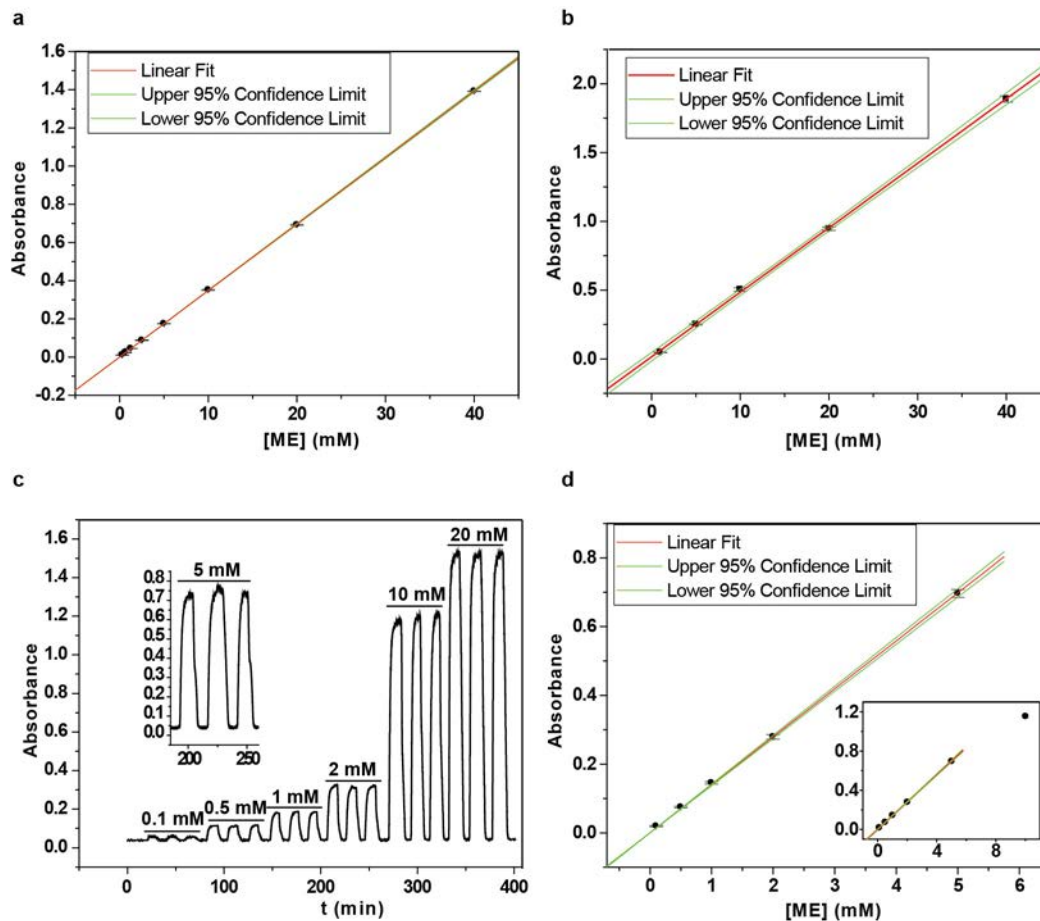 a
1.6
1.4
1.2
1.0
0.8
0.6
0.4
0.2
0.0
-0.2
Absorbance
Linear Fit
Upper 95% Confidence Limit
Lower 95% Confidence Limit
0 10 20 30 40
[ME] (mM)
b
2.0
1.5
1.0
0.5
0.0
Absorbance
Linear Fit
Upper 95% Confidence Limit
Lower 95% Confidence Limit
0 10 20 30 40
[ME] (mM)
c
1.6
1.4
1.2
1.0
0.8
0.6
0.4
0.2
0.0
Absorbance
0.8
0.7
0.6
0.5
0.4
0.3
0.2
0.1
0.0
5 mM
200 250
0.1 mM
0.5 mM
1 mM
2 mM
10 mM
20 mM
0 100 200 300 400
t (min)
d
0.8
0.6
0.4
0.2
0.0
Absorbance
Linear Fit
Upper 95% Confidence Limit
Lower 95% Confidence Limit
1.2
0.8
0.4
0.0
0 4 8
0 1 2 3 4 5 6
[ME] (mM)